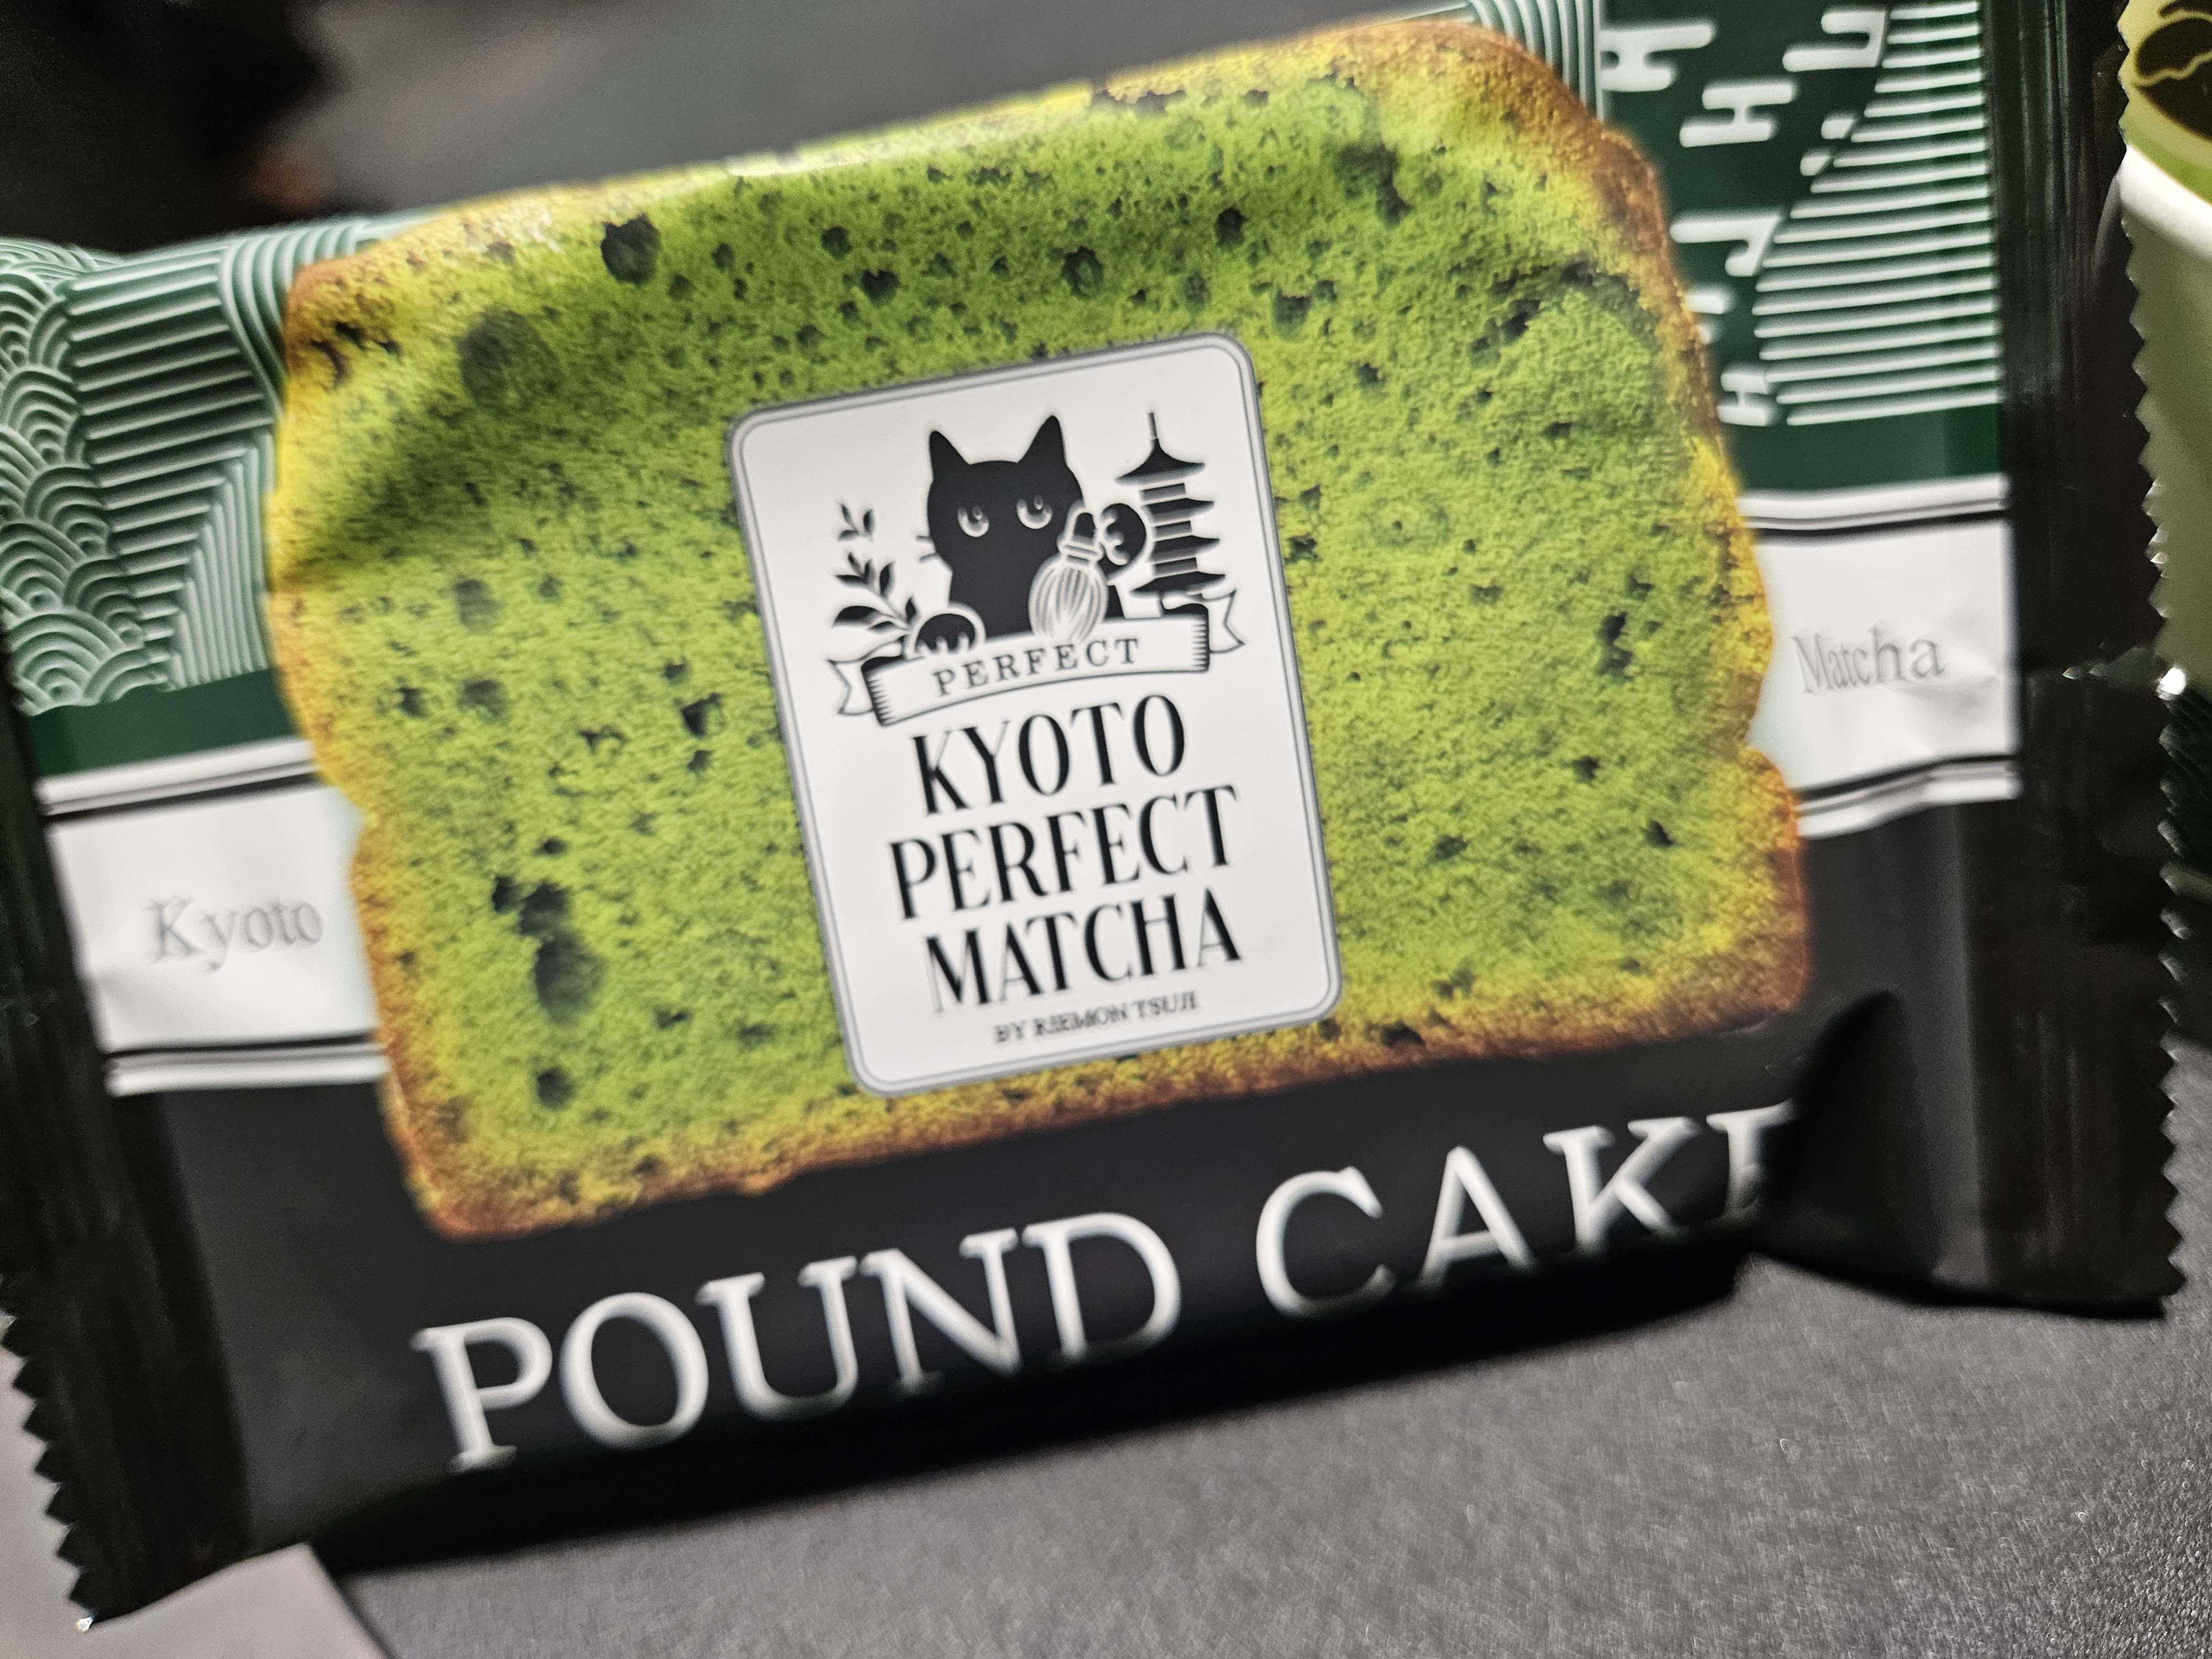 PERFECT
KYOTO
PERFECT
MATCHA
BY RIEMON TSUJI
Kyoto
Matcha
POUND CAKE